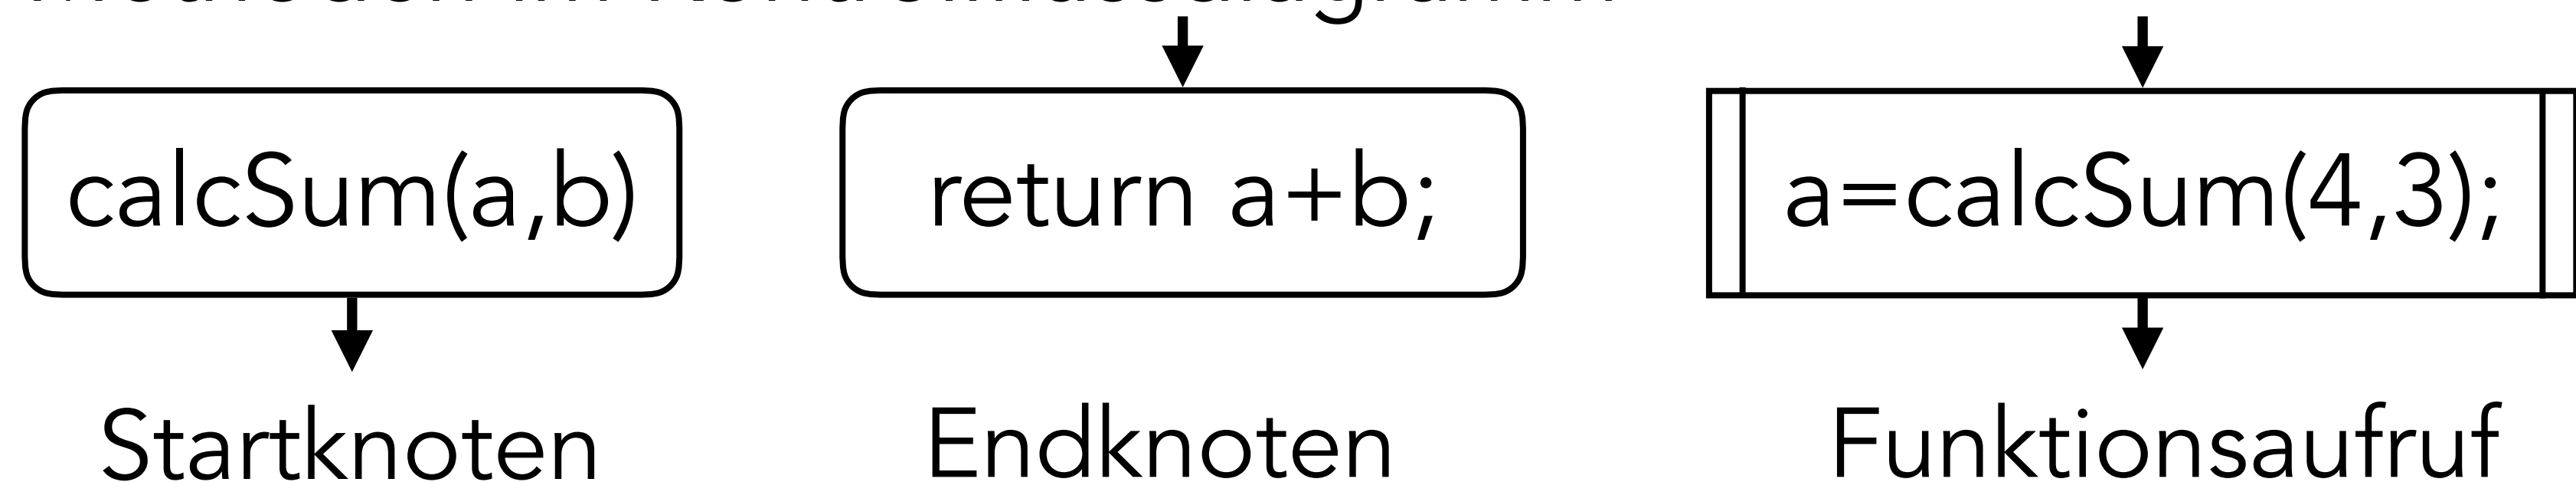 calcSum(a,b)
return a+b;
a=calcSum(4,3);
Startknoten
Endknoten
Funktionsaufruf